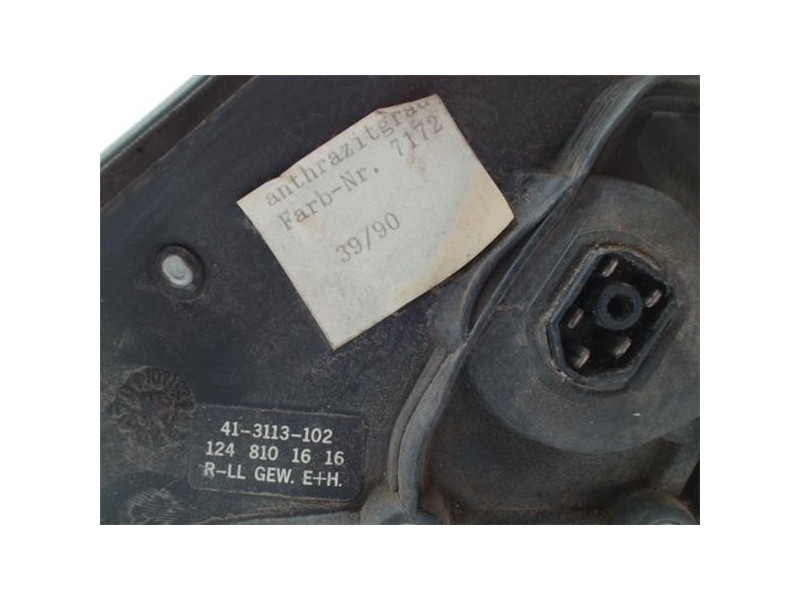 anthrazitgrau
Farb-Nr. 7172
39/90
41-3113-102
124 810 16 16
R-LL GEW. E+H.